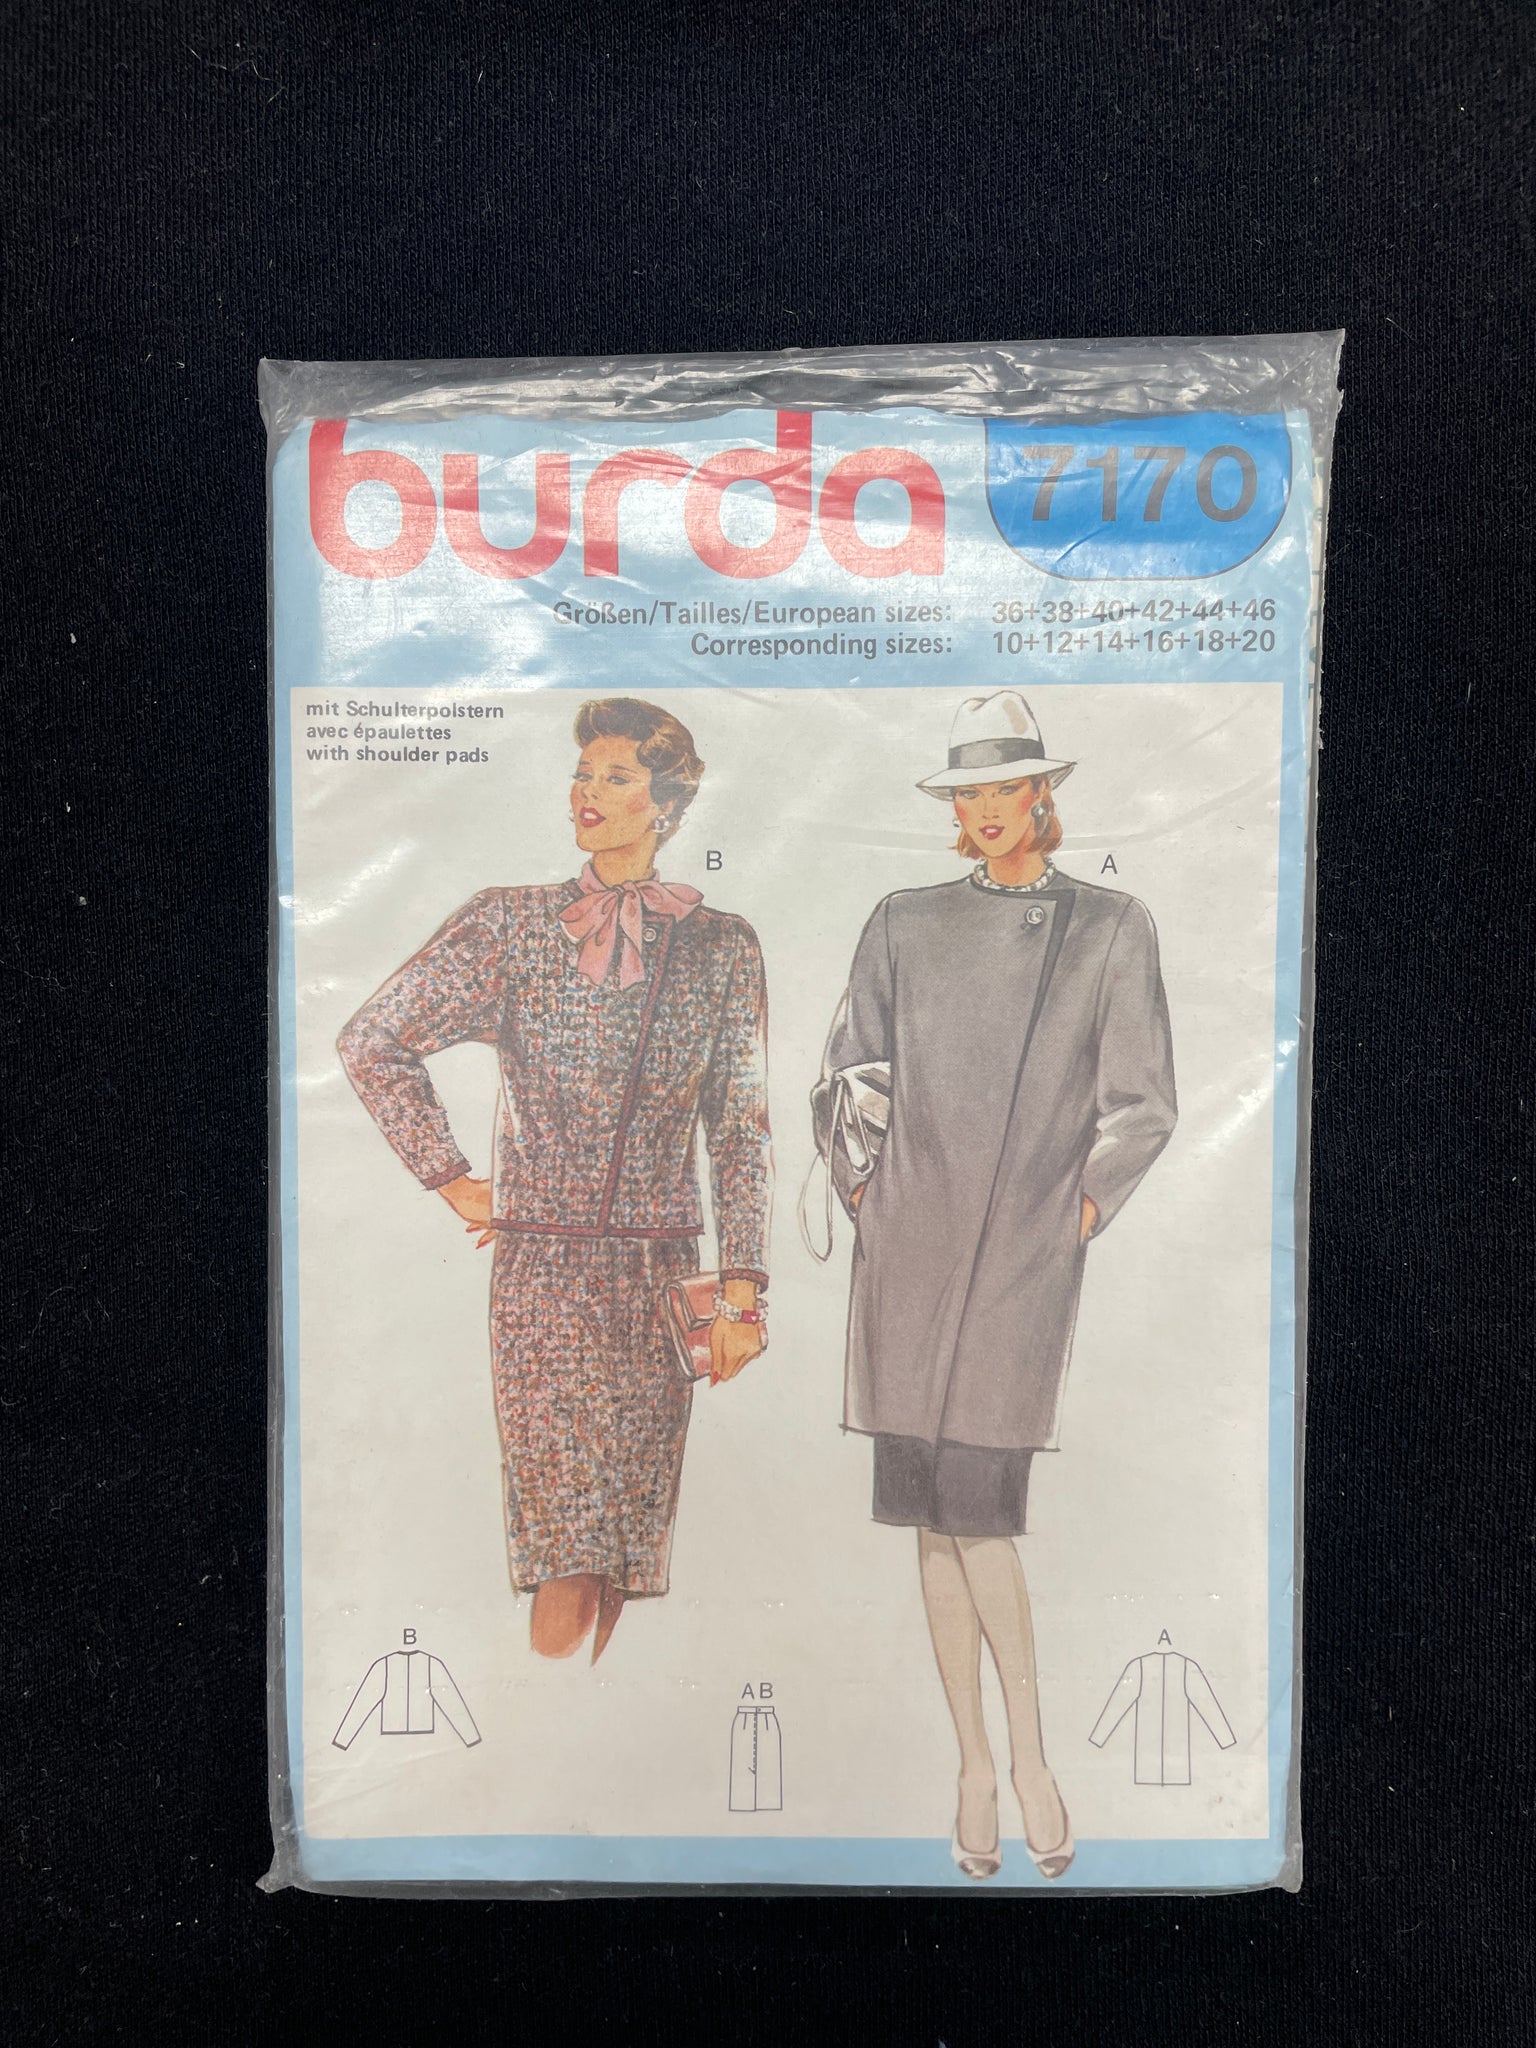 burda
7170
Größen/Tailles/European sizes: 36+38+40+42+44+46
Corresponding sizes: 10+12+14+16+18+20
mit Schulterpolstern
avec épaulettes
with shoulder pads
B
A
B
A B
A